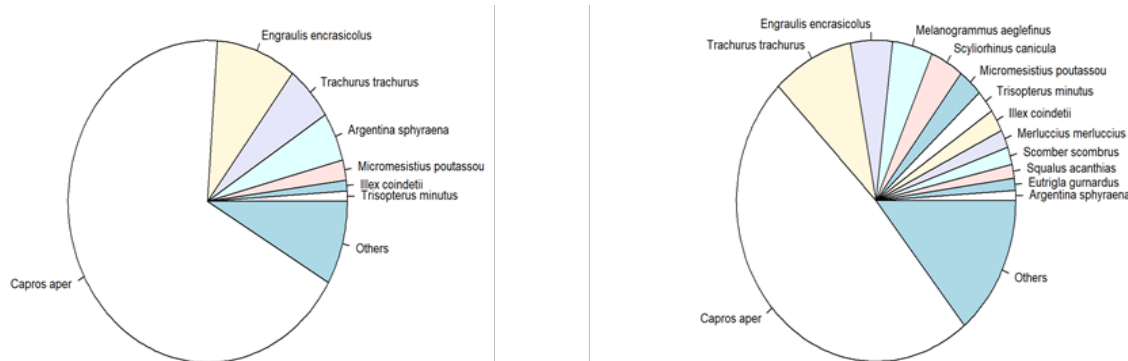 Engraulis encrasicolus
Trachurus trachurus
Argentina sphyraena
Micromesistius poutassou
Illex coindetii
Trisopterus minutus
Others
Capros aper
Engraulis encrasicolus
Melanogrammus aeglefinus
Trachurus trachurus
Scyliorhinus canicula
Micromesistius poutassou
Trisopterus minutus
Illex coindetii
Merluccius merluccius
Scomber scombrus
Squalus acanthias
Eutrigla gurnardus
Argentina sphyraena
Others
Capros aper